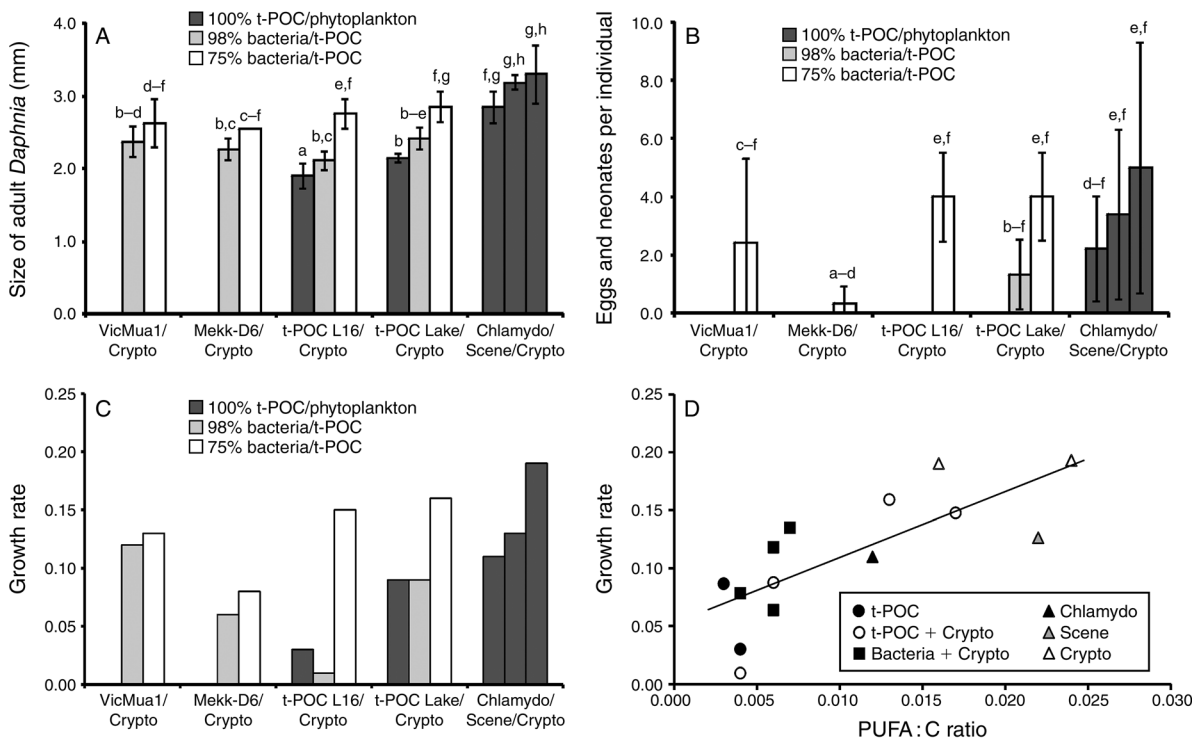 A
Size of adult Daphnia (mm)
4.0
3.0
2.0
1.0
0.0
100% t-POC/phytoplankton
98% bacteria/t-POC
75% bacteria/t-POC
b–d
d–f
b,c
c–f
a
b,c
e,f
b
b–e
f,g
f,g
g,h
g,h
VicMua1/
Crypto
Mekk-D6/
Crypto
t-POC L16/
Crypto
t-POC Lake/
Crypto
Chlamydo/
Scene/Crypto
B
Eggs and neonates per individual
10.0
8.0
6.0
4.0
2.0
0.0
100% t-POC/phytoplankton
98% bacteria/t-POC
75% bacteria/t-POC
c–f
a–d
e,f
b–f
e,f
d–f
e,f
e,f
VicMua1/
Crypto
Mekk-D6/
Crypto
t-POC L16/
Crypto
t-POC Lake/
Crypto
Chlamydo/
Scene/Crypto
C
Growth rate
0.25
0.20
0.15
0.10
0.05
0.00
100% t-POC/phytoplankton
98% bacteria/t-POC
75% bacteria/t-POC
VicMua1/
Crypto
Mekk-D6/
Crypto
t-POC L16/
Crypto
t-POC Lake/
Crypto
Chlamydo/
Scene/Crypto
D
Growth rate
0.25
0.20
0.15
0.10
0.05
0.00
t-POC
t-POC + Crypto
Bacteria + Crypto
Chlamydo
Scene
Crypto
0.000
0.005
0.010
0.015
0.020
0.025
0.030
PUFA : C ratio